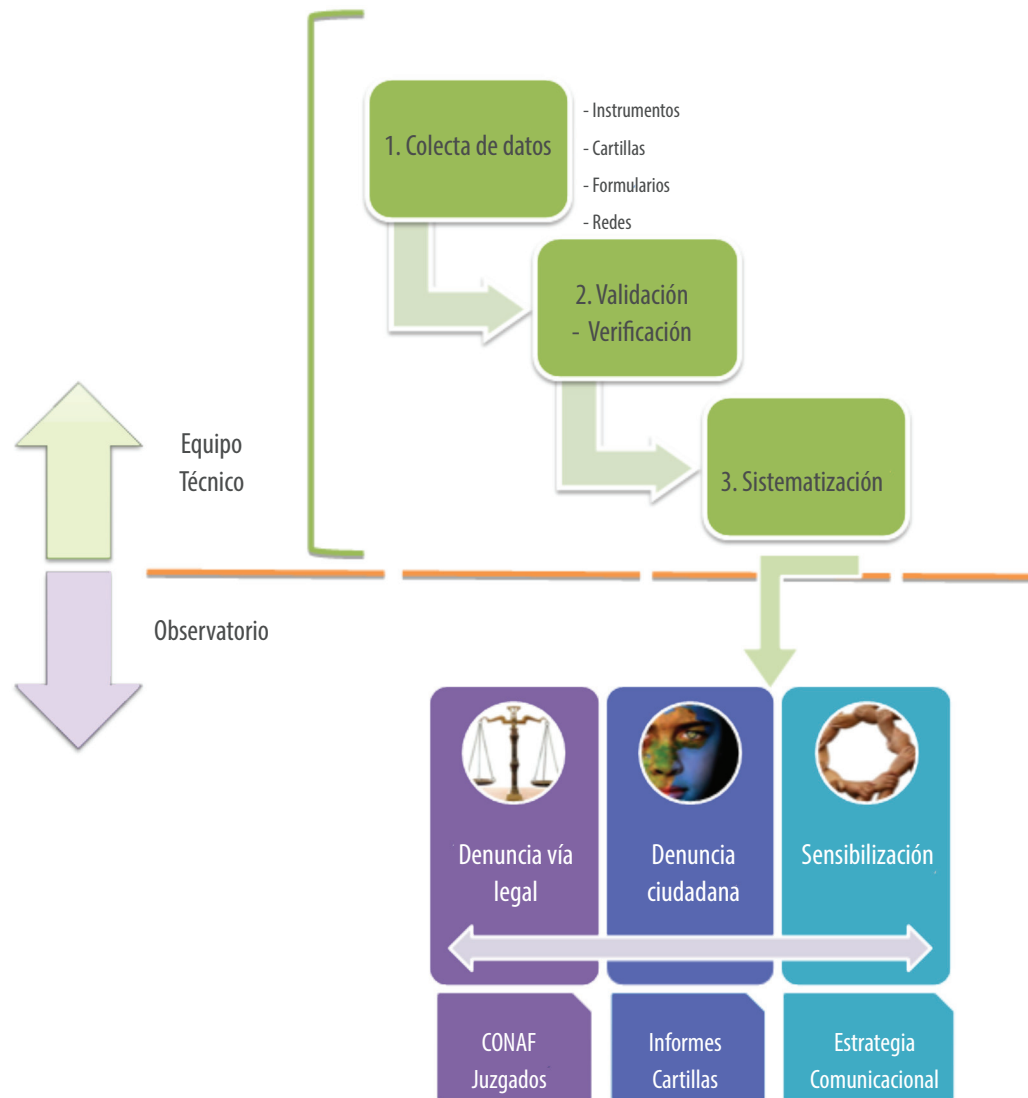 1. Colecta de datos
- Instrumentos
- Cartillas
- Formularios
- Redes
2. Validación
- Verificación
3. Sistematización
Equipo
Técnico
Observatorio
Denuncia vía
legal
Denuncia
ciudadana
Sensibilización
CONAF
Juzgados
Informes
Cartillas
Estrategia
Comunicacional